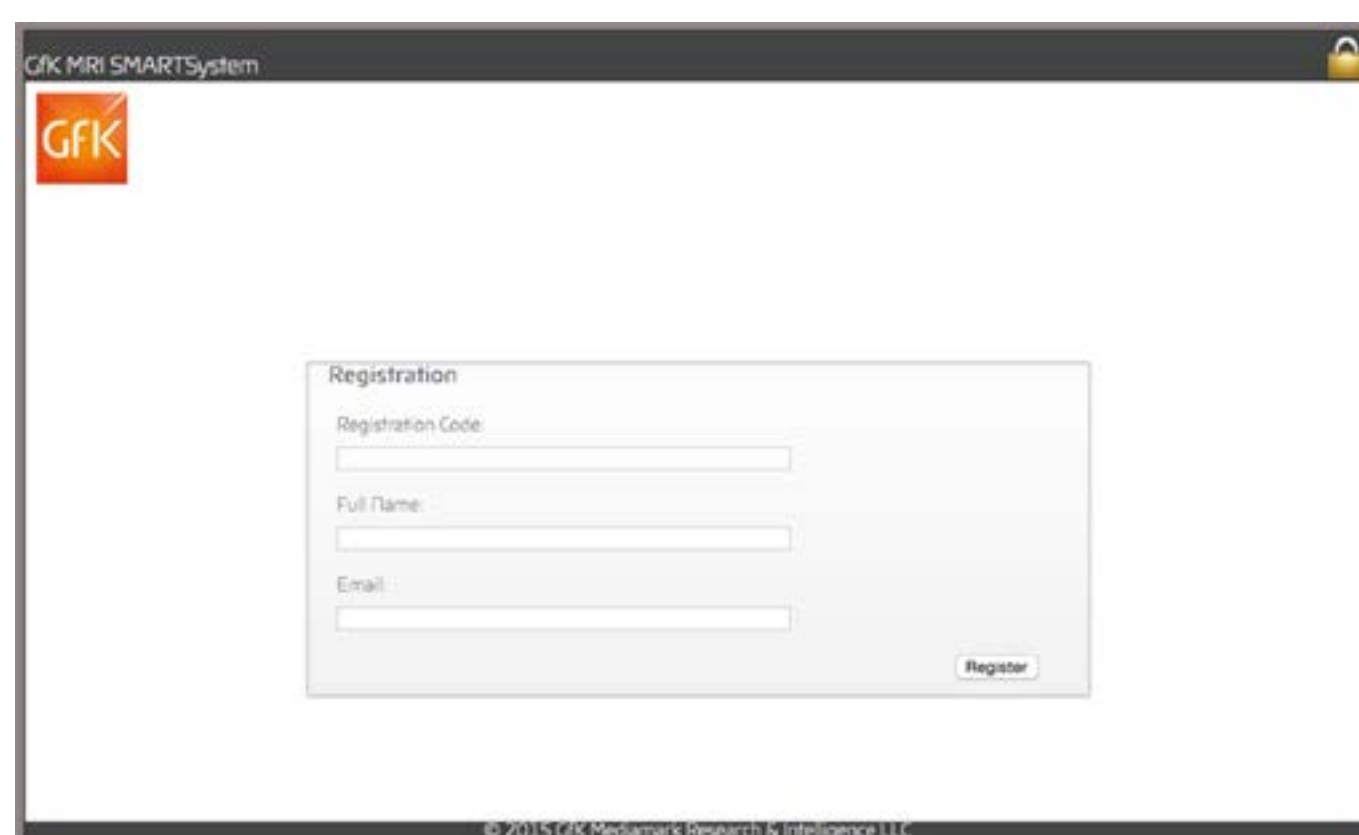 GfK MRI SMARTSystem
GfK
Registration
Registration Code:
Full Name:
Email:
Register
© 2015 GfK Mediamark Research & Intelligence LLC